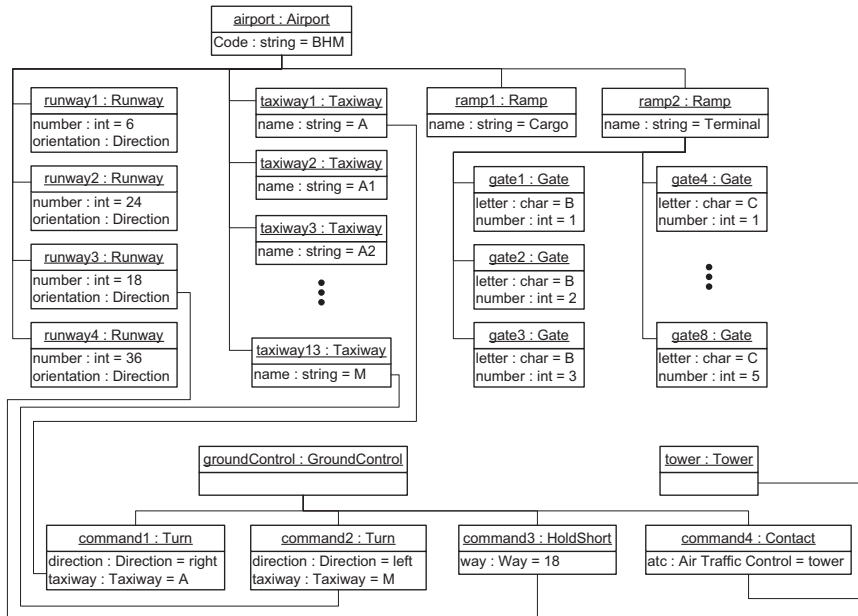 airport : Airport
Code : string = BHM
runway1 : Runway
number : int = 6
orientation : Direction
runway2 : Runway
number : int = 24
orientation : Direction
runway3 : Runway
number : int = 18
orientation : Direction
runway4 : Runway
number : int = 36
orientation : Direction
taxiway1 : Taxiway
name : string = A
taxiway2 : Taxiway
name : string = A1
taxiway3 : Taxiway
name : string = A2
taxiway13 : Taxiway
name : string = M
ramp1 : Ramp
name : string = Cargo
ramp2 : Ramp
name : string = Terminal
gate1 : Gate
letter : char = B
number : int = 1
gate2 : Gate
letter : char = B
number : int = 2
gate3 : Gate
letter : char = B
number : int = 3
gate4 : Gate
letter : char = C
number : int = 1
gate8 : Gate
letter : char = C
number : int = 5
groundControl : GroundControl
tower : Tower
command1 : Turn
direction : Direction = right
taxiway : Taxiway = A
command2 : Turn
direction : Direction = left
taxiway : Taxiway = M
command3 : HoldShort
way : Way = 18
command4 : Contact
atc : Air Traffic Control = tower